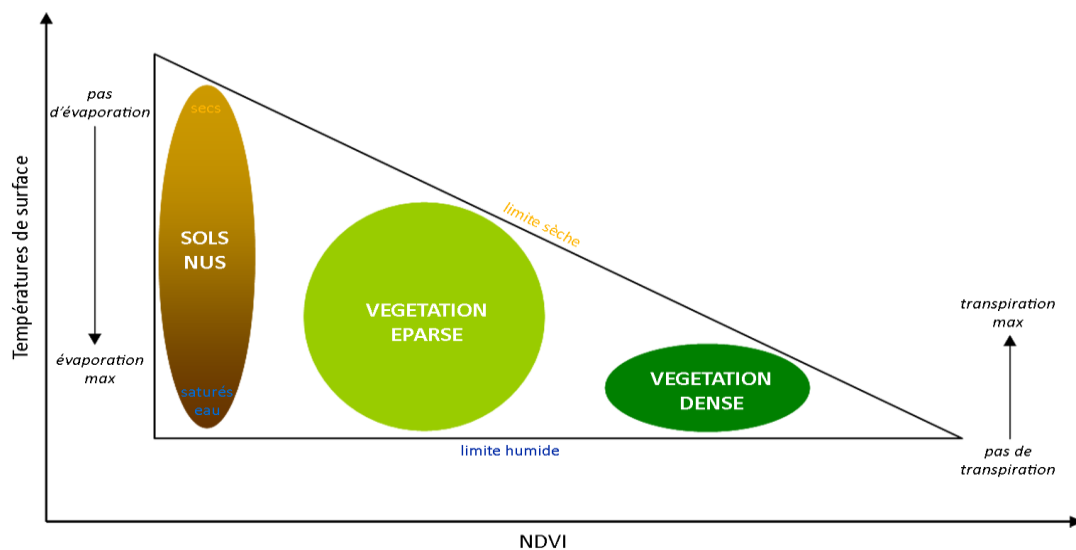 Températures de surface
pas
d'évaporation
évaporation
max
secs
SOLS
NUS
saturés
eau
VEGETATION
EPARSE
limite sèche
VEGETATION
DENSE
limite humide
transpiration
max
pas de
transpiration
NDVI